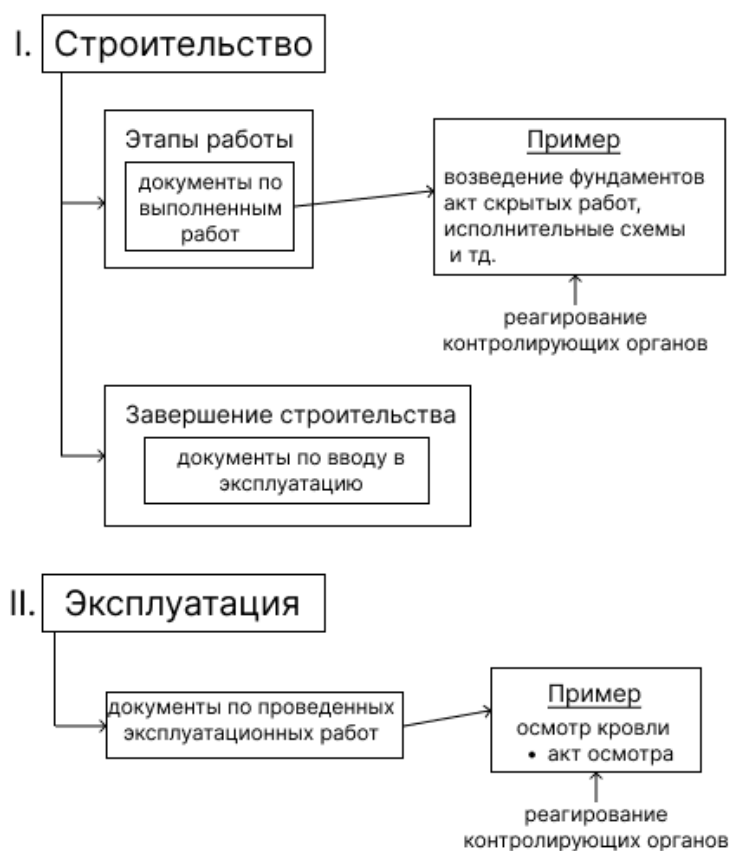 I. Строительство
Этапы работы
документы по
выполненным
работ
Пример
возведение фундаментов
акт скрытых работ,
исполнительные схемы
и тд.
реагирование
контролирующих органов
Завершение строительства
документы по вводу в
эксплуатацию
II. Эксплуатация
документы по проведенных
эксплуатационных работ
Пример
осмотр кровли
• акт осмотра
реагирование
контролирующих органов